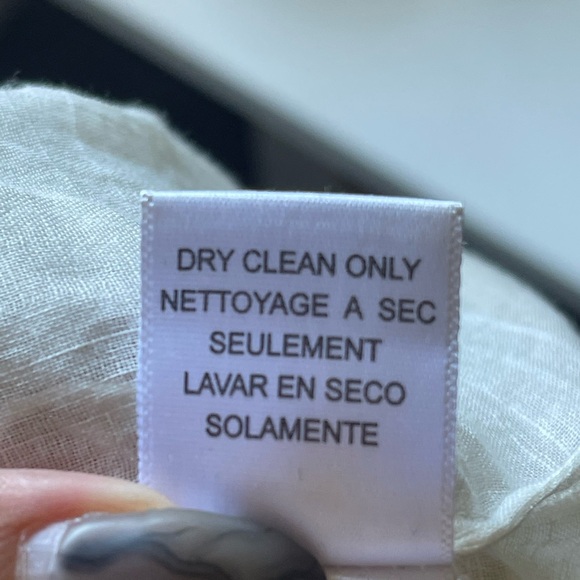 DRY CLEAN ONLY
NETTOYAGE A SEC
SEULEMENT
LAVAR EN SECO
SOLAMENTE